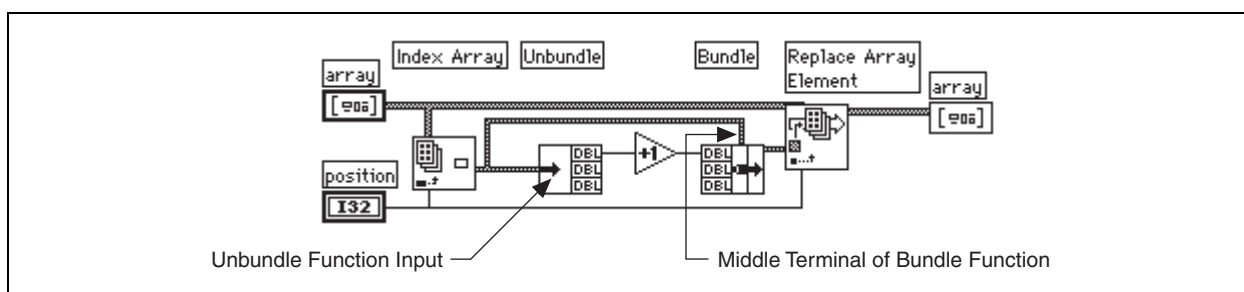 Index Array
Unbundle
Bundle
Replace Array
Element
array
array
DBL
DBL
DBL
+1
DBL
DBL
DBL
position
I32
Unbundle Function Input
Middle Terminal of Bundle Function